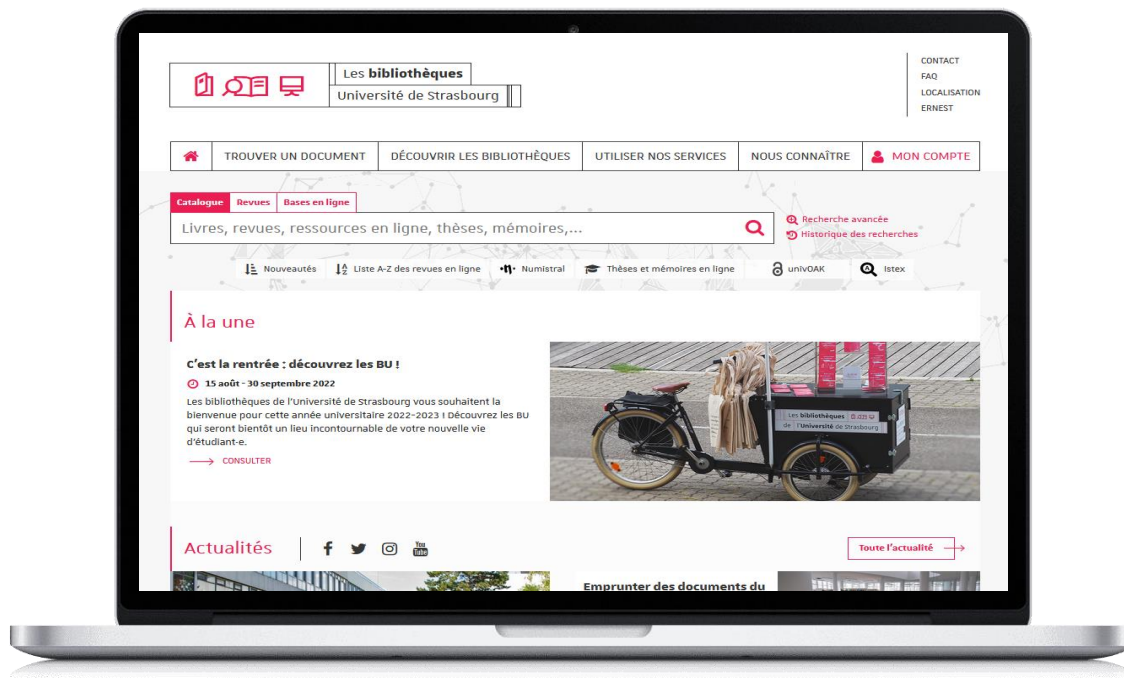 Les bibliothèques
Université de Strasbourg
CONTACT
FAQ
LOCALISATION
ERNEST
TROUVER UN DOCUMENT
DÉCOUVRIR LES BIBLIOTHÈQUES
UTILISER NOS SERVICES
NOUS CONNAÎTRE
MON COMPTE
Catalogue
Revues
Bases en ligne
Livres, revues, ressources en ligne, thèses, mémoires,...
Recherche avancée
Historique des recherches
Nouveautés
Liste A-Z des revues en ligne
Numistral
Thèses et mémoires en ligne
univOAK
Istex
À la une
C'est la rentrée : découvrez les BU !
15 août - 30 septembre 2022
Les bibliothèques de l'Université de Strasbourg vous souhaitent la
bienvenue pour cette année universitaire 2022-2023 ! Découvrez les BU
qui seront bientôt un lieu incontournable de votre nouvelle vie
d'étudiant·e.
CONSULTER
Les bibliothèques
de l'Université de Strasbourg
Actualités
You
Tube
Toute l'actualité
Emprunter des documents du